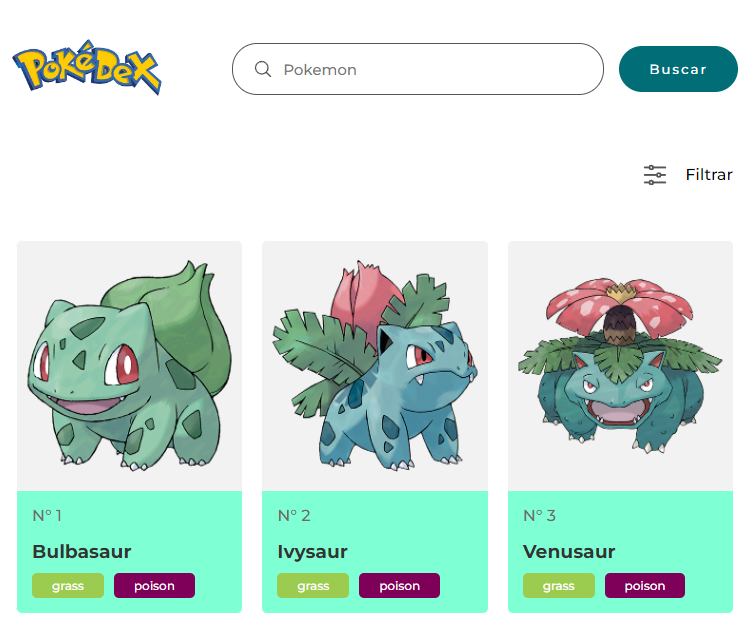 PoKéDeX
Pokemon
Buscar
Filtrar
N° 1
Bulbasaur
grass poison
N° 2
Ivysaur
grass poison
N° 3
Venusaur
grass poison